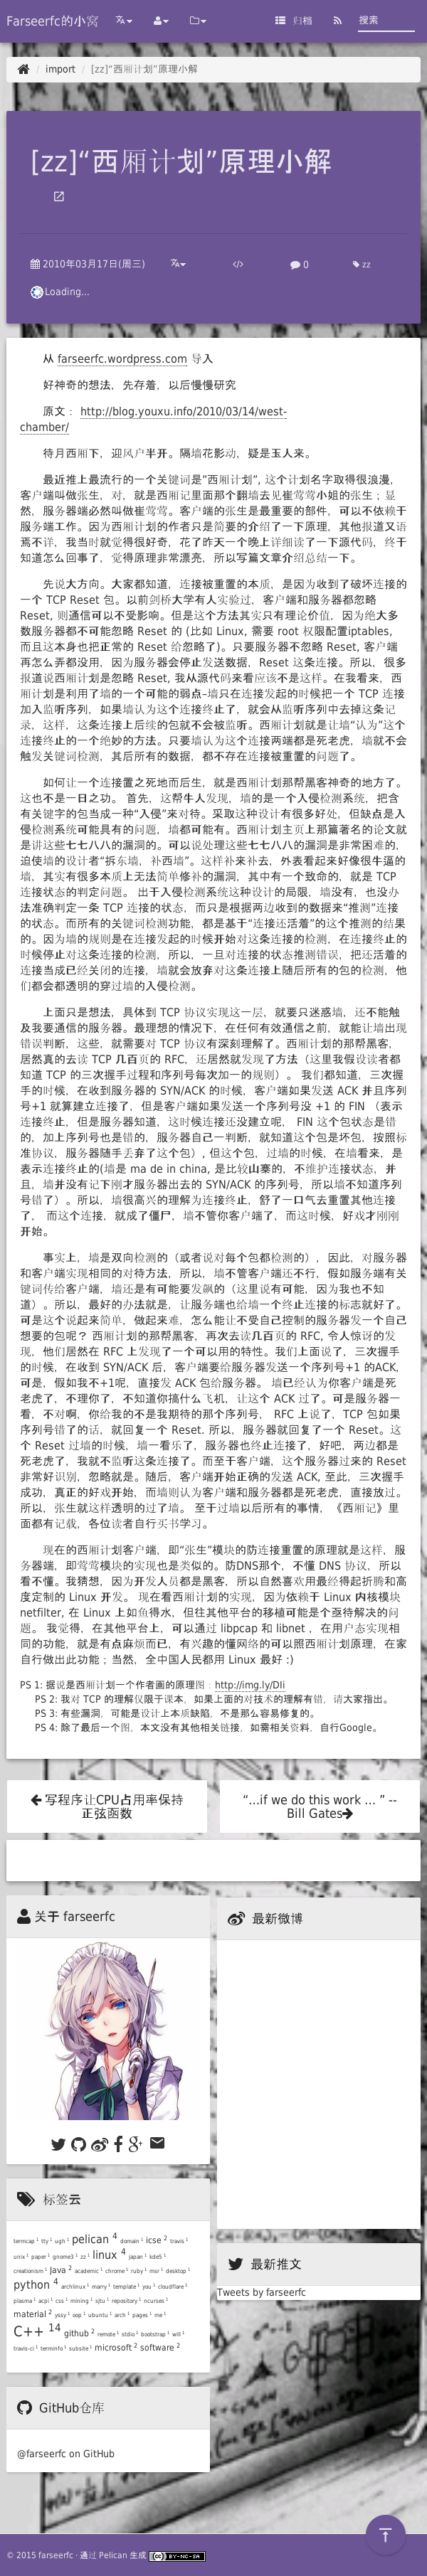 Farseerfc的小窝
归档
搜索
import / [zz]“西厢计划”原理小解
[zz]“西厢计划”原理小解
2010年03月17日(周三)
0
zz
Loading...
从 farseerfc.wordpress.com 导入
好神奇的想法，先存着，以后慢慢研究
原文： http://blog.youxu.info/2010/03/14/west-
chamber/
待月西厢下，迎风户半开。隔墙花影动，疑是玉人来。
最近推上最流行的一个关键词是”西厢计划”, 这个计划名字取得很浪漫，
客户端叫做张生，对，就是西厢记里面那个翻墙去见崔莺莺小姐的张生；显
然，服务器端必然叫做崔莺莺。客户端的张生是最重要的部件，可以不依赖于
服务端工作。因为西厢计划的作者只是简要的介绍了一下原理，其他报道又语
焉不详，我当时就觉得很好奇，花了昨天一个晚上详细读了一下源代码，终于
知道怎么回事了，觉得原理非常漂亮，所以写篇文章介绍总结一下。
先说大方向。大家都知道，连接被重置的本质，是因为收到了破坏连接的
一个 TCP Reset 包。以前剑桥大学有人实验过，客户端和服务器都忽略
Reset, 则通信可以不受影响。但是这个方法其实只有理论价值，因为绝大多
数服务器都不可能忽略 Reset 的 (比如 Linux, 需要 root 权限配置iptables,
而且这本身也把正常的 Reset 给忽略了)。只要服务器不忽略 Reset, 客户端
再怎么弄都没用，因为服务器会停止发送数据，Reset 这条连接。所以，很多
报道说西厢计划是忽略 Reset, 我从源代码来看应该不是这样。在我看来，西
厢计划是利用了墙的一个可能的弱点–墙只在连接发起的时候把一个 TCP 连接
加入监听序列，如果墙认为这个连接终止了，就会从监听序列中去掉这条记
录，这样，这条连接上后续的包就不会被监听。西厢计划就是让墙“认为”这个
连接终止的一个绝妙的方法。只要墙认为这个连接两端都是死老虎，墙就不会
触发关键词检测，其后所有的数据，都不存在连接被重置的问题了。
如何让一个连接置之死地而后生，就是西厢计划那帮黑客神奇的地方了。
这也不是一日之功。 首先，这帮牛人发现，墙的是一个入侵检测系统，把含
有关键字的包当成一种“入侵”来对待。采取这种设计有很多好处，但缺点是入
侵检测系统可能具有的问题，墙都可能有。西厢计划主页上那篇著名的论文就
是讲这些七七八八的漏洞的。可以说处理这些七七八八的漏洞是非常困难的，
迫使墙的设计者“拆东墙，补西墙”。这样补来补去，外表看起来好像很牛逼的
墙，其实有很多本质上无法简单修补的漏洞，其中有一个致命的，就是 TCP
连接状态的判定问题。 出于入侵检测系统这种设计的局限，墙没有，也没办
法准确判定一条 TCP 连接的状态，而只是根据两边收到的数据来“推测”连接
的状态。而所有的关键词检测功能，都是基于“连接还活着”的这个推测的结果
的。因为墙的规则是在连接发起的时候开始对这条连接的检测，在连接终止的
时候停止对这条连接的检测，所以，一旦对连接的状态推测错误，把还活着的
连接当成已经关闭的连接，墙就会放弃对这条连接上随后所有的包的检测，他
们都会都透明的穿过墙的入侵检测。
上面只是想法，具体到 TCP 协议实现这一层，就要只迷惑墙，还不能触
及我要通信的服务器。最理想的情况下，在任何有效通信之前，就能让墙出现
错误判断，这些，就需要对 TCP 协议有深刻理解了。西厢计划的那帮黑客，
居然真的去读 TCP 几百页的 RFC，还居然就发现了方法（这里我假设读者都
知道 TCP 的三次握手过程和序列号每次加一的规则）。 我们都知道，三次握
手的时候，在收到服务器的 SYN/ACK 的时候，客户端如果发送 ACK 并且序列
号+1 就算建立连接了，但是客户端如果发送一个序列号没 +1 的 FIN （表示
连接终止，但是服务器知道，这时候连接还没建立呢， FIN 这个包状态是错
的，加上序列号也是错的，服务器自己一判断，就知道这个包是坏包，按照标
准协议，服务器随手丢弃了这个包）, 但这个包，过墙的时候，在墙看来，是
表示连接终止的(墙是 ma de in china, 是比较山寨的，不维护连接状态，并
且，墙并没有记下刚才服务器出去的 SYN/ACK 的序列号，所以墙不知道序列
号错了）。所以，墙很高兴的理解为连接终止，舒了一口气去重置其他连接
了， 而这个连接，就成了僵尸，墙不管你客户端了，而这时候，好戏才刚刚
开始。
事实上，墙是双向检测的（或者说对每个包都检测的），因此，对服务器
和客户端实现相同的对待方法，所以，墙不管客户端还不行，假如服务端有关
键词传给客户端，墙还是有可能要发飙的（这里说有可能，因为我也不知
道）。所以，最好的办法就是，让服务端也给墙一个终止连接的标志就好了。
可是这个说起来简单，做起来难，怎么能让不受自己控制的服务器发一个自己
想要的包呢？ 西厢计划的那帮黑客，再次去读几百页的 RFC, 令人惊讶的发
现，他们居然在 RFC 上发现了一个可以用的特性。我们上面说了，三次握手
的时候，在收到 SYN/ACK 后，客户端要给服务器发送一个序列号+1 的ACK,
可是，假如我不+1呢，直接发 ACK 包给服务器。 墙已经认为你客户端是死
老虎了，不理你了，不知道你搞什么飞机，让这个 ACK 过了。可是服务器一
看，不对啊，你给我的不是我期待的那个序列号， RFC 上说了，TCP 包如果
序列号错了的话，就回复一个 Reset. 所以，服务器就回复了一个 Reset。这
个 Reset 过墙的时候，墙一看乐了，服务器也终止连接了，好吧，两边都是
死老虎了，我就不监听这条连接了。而至于客户端，这个服务器过来的 Reset
非常好识别，忽略就是。随后，客户端开始正确的发送 ACK, 至此，三次握手
成功，真正的好戏开始，而墙则认为客户端和服务器都是死老虎，直接放过。
所以，张生就这样透明的过了墙。 至于过墙以后所有的事情，《西厢记》里
面都有记载，各位读者自行买书学习。
现在的西厢计划客户端，即“张生”模块的防连接重置的原理就是这样，服
务器端，即莺莺模块的实现也是类似的。防DNS那个，不懂 DNS 协议，所以
看不懂。我猜想，因为开发人员都是黑客，所以自然喜欢用最经得起折腾和高
度定制的 Linux 开发。 现在看西厢计划的实现，因为依赖于 Linux 内核模块
netfilter, 在 Linux 上如鱼得水，但往其他平台的移植可能是个亟待解决的问
题。 我觉得，在其他平台上，可以通过 libpcap 和 libnet ，在用户态实现相
同的功能，就是有点麻烦而已，有兴趣的懂网络的可以照西厢计划原理，在家
自行做出此功能；当然，全中国人民都用 Linux 最好 :)
PS 1: 据说是西厢计划一个作者画的原理图：http://img.ly/DIi
PS 2: 我对 TCP 的理解仅限于课本，如果上面的对技术的理解有错，请大家指出。
PS 3: 有些漏洞，可能是设计上本质缺陷，不是那么容易修复的。
PS 4: 除了最后一个图，本文没有其他相关链接，如需相关资料，自行Google。
写程序让CPU占用率保持
正弦函数
“...if we do this work ... ” --
Bill Gates
关于 farseerfc
最新微博
标签云
termcap 1 tty 1 ugh 1 pelican 4 domain 1 icse 2 travis 1
unix 1 paper 1 gnome3 1 zz 1 linux 4 japan 1 kde5 1
creationism 1 Java 2 academic 1 chrome 1 ruby 1 msr 1 desktop 1
python 4 archlinux 1 marry 1 template 1 you 1 cloudflare 1
plasma 1 acpi 1 css 1 mining 1 sjtu 1 repository 1 ncurses 1
material 2 yssy 1 oop 1 ubuntu 1 arch 1 pages 1 me 1
C++ 14 github 2 remote 1 stdio 1 bootstrap 1 will 1
travis-ci 1 terminfo 1 subsite 1 microsoft 2 software 2
最新推文
Tweets by farseerfc
GitHub仓库
@farseerfc on GitHub
© 2015 farseerfc · 通过 Pelican 生成
CC BY-NC-SA